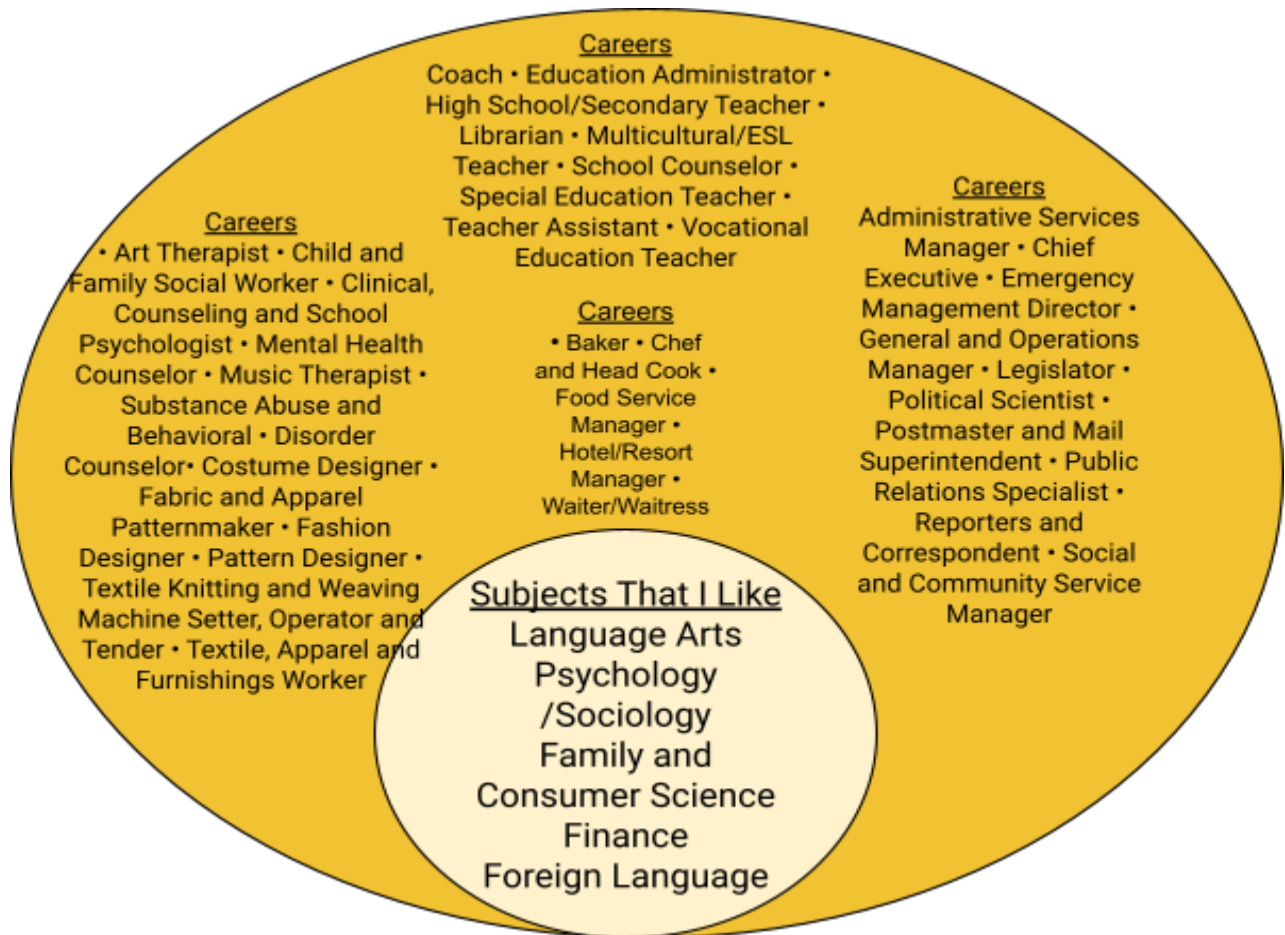 Careers
Coach • Education Administrator •
High School/Secondary Teacher •
Librarian • Multicultural/ESL
Teacher • School Counselor •
Special Education Teacher •
Teacher Assistant • Vocational
Education Teacher
Careers
• Art Therapist • Child and
Family Social Worker • Clinical,
Counseling and School
Psychologist • Mental Health
Counselor • Music Therapist •
Substance Abuse and
Behavioral • Disorder
Counselor• Costume Designer •
Fabric and Apparel
Patternmaker • Fashion
Designer • Pattern Designer •
Textile Knitting and Weaving
Machine Setter, Operator and
Tender • Textile, Apparel and
Furnishings Worker
Careers
• Baker • Chef
and Head Cook •
Food Service
Manager •
Hotel/Resort
Manager •
Waiter/Waitress
Careers
Administrative Services
Manager • Chief
Executive • Emergency
Management Director •
General and Operations
Manager • Legislator •
Political Scientist •
Postmaster and Mail
Superintendent • Public
Relations Specialist •
Reporters and
Correspondent • Social
and Community Service
Manager
Subjects That I Like
Language Arts
Psychology
/Sociology
Family and
Consumer Science
Finance
Foreign Language